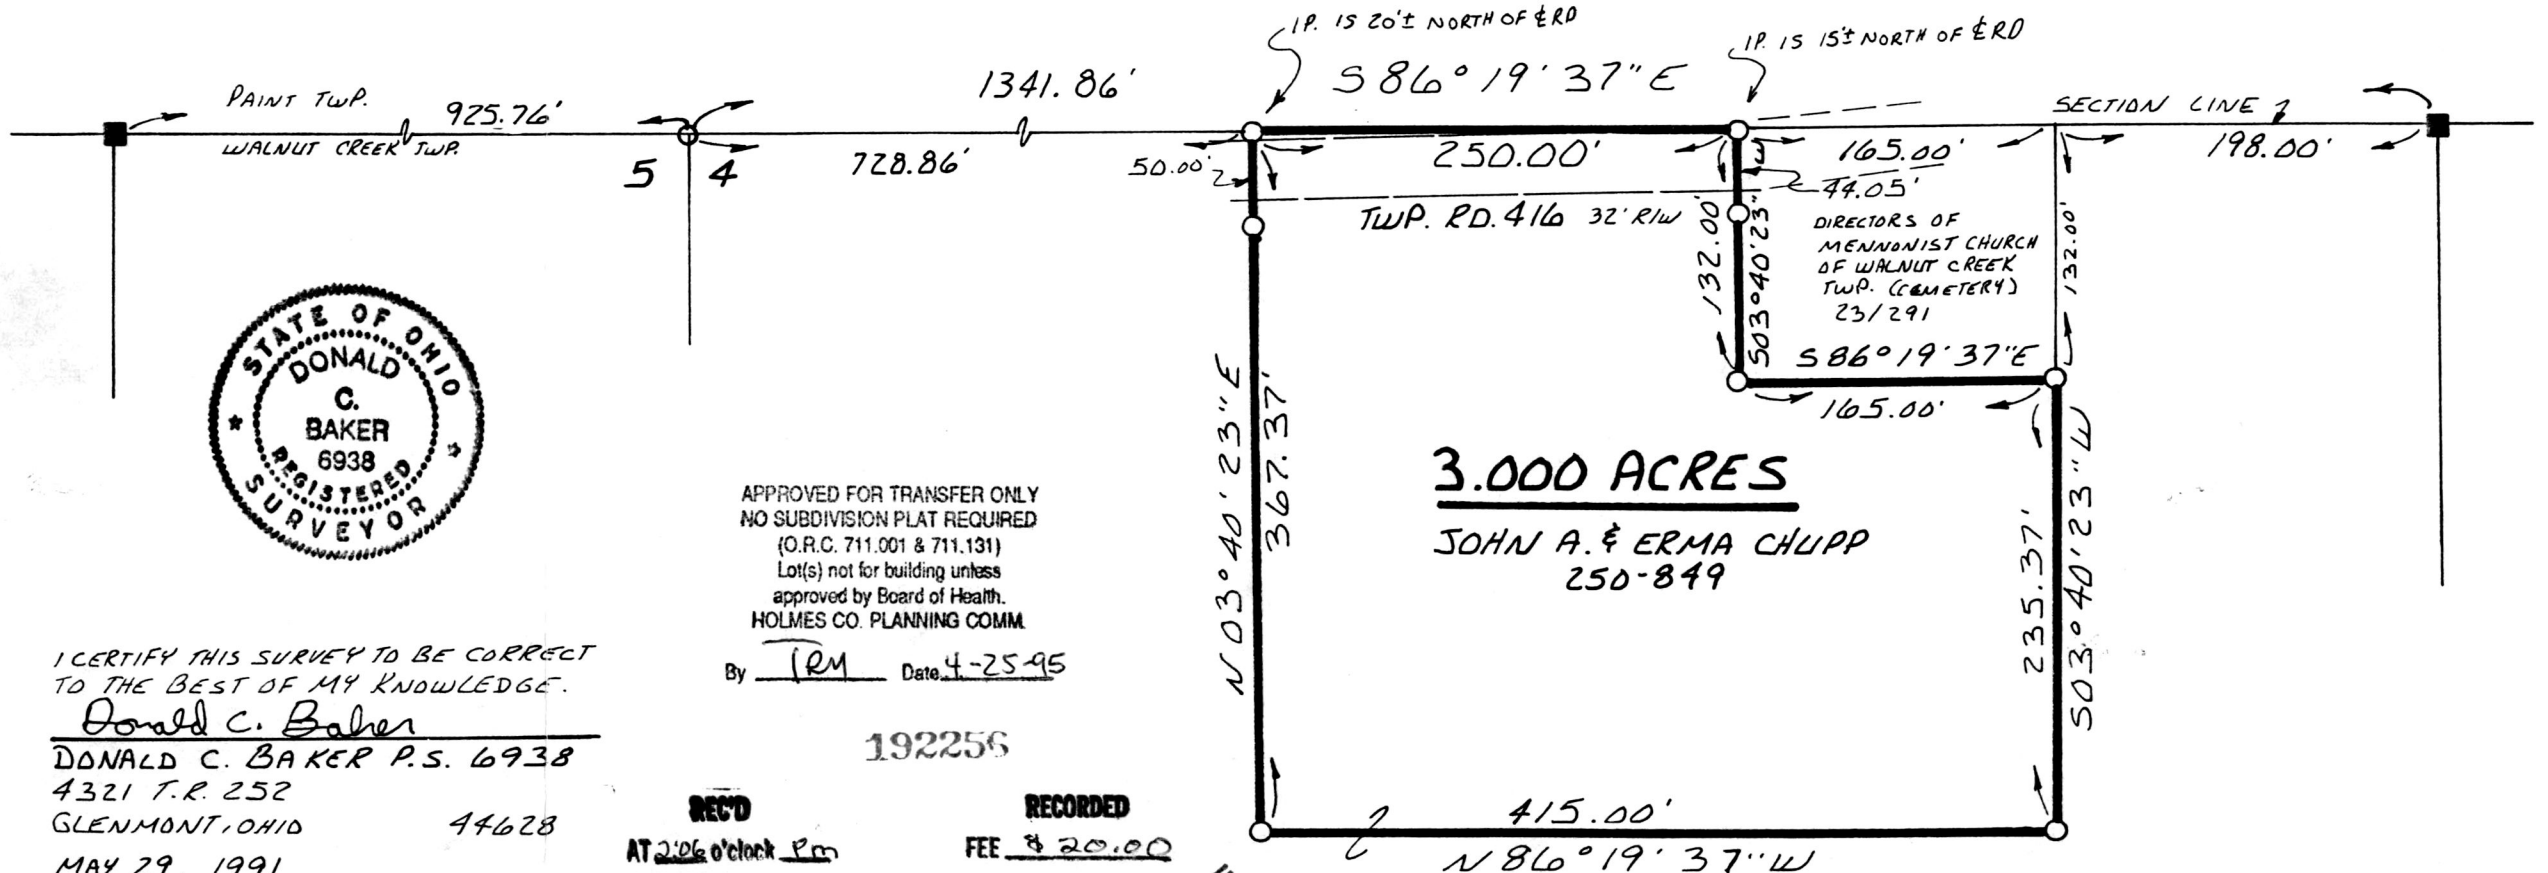 I.P. IS 20'± NORTH OF ℄ RD
I.P. IS 15'± NORTH OF ℄ RD
1341.86'
S 86° 19' 37" E
PAINT TWP.
925.76'
SECTION LINE
WALNUT CREEK TWP.
5 4
728.86'
50.00'
250.00'
165.00'
198.00'
44.05'
TWP. RD. 416 32' R/W
132.00'
S03°40'23"W
DIRECTORS OF
MENNONIST CHURCH
OF WALNUT CREEK
TWP. (CEMETERY)
23/291
132.00'
S 86° 19' 37" E
165.00'
N 03° 40' 23" E
367.37'
3.000 ACRES
JOHN A. & ERMA CHUPP
250-849
235.37'
S03°40'23"W
415.00'
N 86° 19' 37" W
STATE OF OHIO
DONALD
C.
BAKER
6938
REGISTERED
SURVEYOR
APPROVED FOR TRANSFER ONLY
NO SUBDIVISION PLAT REQUIRED
(O.R.C. 711.001 & 711.131)
Lot(s) not for building unless
approved by Board of Health.
HOLMES CO. PLANNING COMM.
By TRM Date 4-25-95
192256
REC'D
AT 2:06 o'clock Pm
RECORDED
FEE $20.00
I CERTIFY THIS SURVEY TO BE CORRECT
TO THE BEST OF MY KNOWLEDGE.
Donald C. Baker
DONALD C. BAKER P.S. 6938
4321 T.R. 252
GLENMONT, OHIO 44628
MAY 29 1991